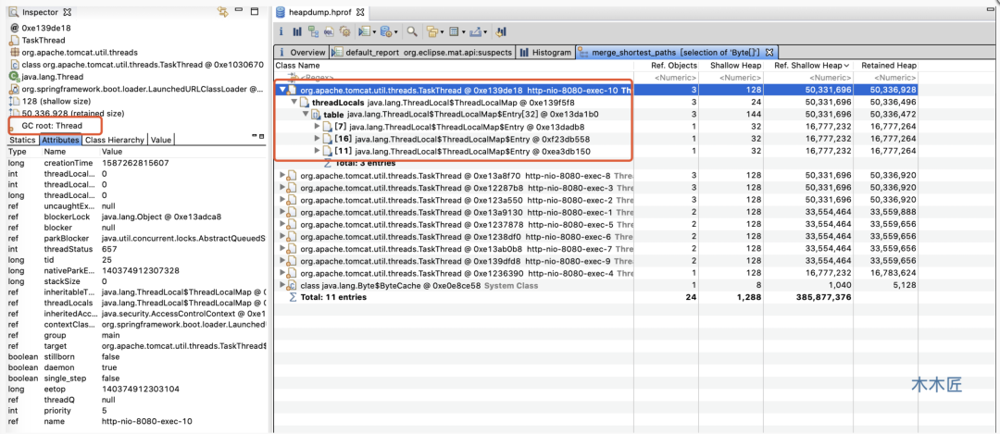 Inspector
0xe139de18
TaskThread
org.apache.tomcat.util.threads
class org.apache.tomcat.util.threads.TaskThread @ 0xe1030670
java.lang.Thread
org.springframework.boot.loader.LaunchedURLClassLoader @...
128 (shallow size)
50,336,928 (retained size)
GC root: Thread
Statics Attributes Class Hierarchy Value
Type Name Value
long creationTime 1587262815607
int threadLocal... 0
int threadLocal... 0
long threadLocal... 0
ref uncaughtEx... null
ref blockerLock java.lang.Object @ 0xe13adca8
ref blocker null
ref parkBlocker java.util.concurrent.locks.AbstractQueuedS
int threadStatus 657
long tid 25
long nativeParkE... 140374912307328
long stackSize 0
ref inheritableT... java.lang.ThreadLocal$ThreadLocalMap @ (
ref threadLocals java.lang.ThreadLocal$ThreadLocalMap @ (
ref inheritedAcc... java.security.AccessControlContext @ 0xe1
ref contextClas... org.springframework.boot.loader.Launched
ref group main
ref target org.apache.tomcat.util.threads.TaskThread$
boolean stillborn false
boolean daemon true
boolean single_step false
long eetop 140374912303104
ref threadQ null
int priority 5
ref name http-nio-8080-exec-10
heapdump.hprof
i Overview default_report org.eclipse.mat.api:suspects Histogram merge_shortest_paths [selection of 'Byte[]']
Class Name Ref. Objects Shallow Heap Ref. Shallow Heap Retained Heap
<Regex> <Numeric> <Numeric> <Numeric> <Numeric>
org.apache.tomcat.util.threads.TaskThread @ 0xe139de18 http-nio-8080-exec-10 Th 3 128 50,331,696 50,336,928
threadLocals java.lang.ThreadLocal$ThreadLocalMap @ 0xe139f5f8 3 24 50,331,696 50,336,496
table java.lang.ThreadLocal$ThreadLocalMap$Entry[32] @ 0xe13da1b0 3 144 50,331,696 50,336,472
[7] java.lang.ThreadLocal$ThreadLocalMap$Entry @ 0xe13dadb8 1 32 16,777,232 16,777,264
[16] java.lang.ThreadLocal$ThreadLocalMap$Entry @ 0xf23db558 1 32 16,777,232 16,777,264
[11] java.lang.ThreadLocal$ThreadLocalMap$Entry @ 0xea3db150 1 32 16,777,232 16,777,264
Total: 3 entries
org.apache.tomcat.util.threads.TaskThread @ 0xe13a8f70 http-nio-8080-exec-8 Threa 3 128 50,331,696 50,336,920
org.apache.tomcat.util.threads.TaskThread @ 0xe12287b8 http-nio-8080-exec-3 Thre 3 128 50,331,696 50,336,920
org.apache.tomcat.util.threads.TaskThread @ 0xe123a550 http-nio-8080-exec-2 Thre 3 128 50,331,696 50,336,920
org.apache.tomcat.util.threads.TaskThread @ 0xe13a9130 http-nio-8080-exec-1 Thre 2 128 33,554,464 33,559,888
org.apache.tomcat.util.threads.TaskThread @ 0xe1237878 http-nio-8080-exec-5 Thre 2 128 33,554,464 33,559,656
org.apache.tomcat.util.threads.TaskThread @ 0xe1238df0 http-nio-8080-exec-6 Thre 2 128 33,554,464 33,559,656
org.apache.tomcat.util.threads.TaskThread @ 0xe13ab0b8 http-nio-8080-exec-7 Thre 2 128 33,554,464 33,559,656
org.apache.tomcat.util.threads.TaskThread @ 0xe139dfd8 http-nio-8080-exec-9 Thre 2 128 33,554,464 33,559,656
org.apache.tomcat.util.threads.TaskThread @ 0xe1236390 http-nio-8080-exec-4 Thre 1 128 16,777,232 16,783,624
class java.lang.Byte$ByteCache @ 0xe0e8ce58 System Class 1 8 1,040 5,128
Total: 11 entries 24 1,288 385,877,376
木木匠